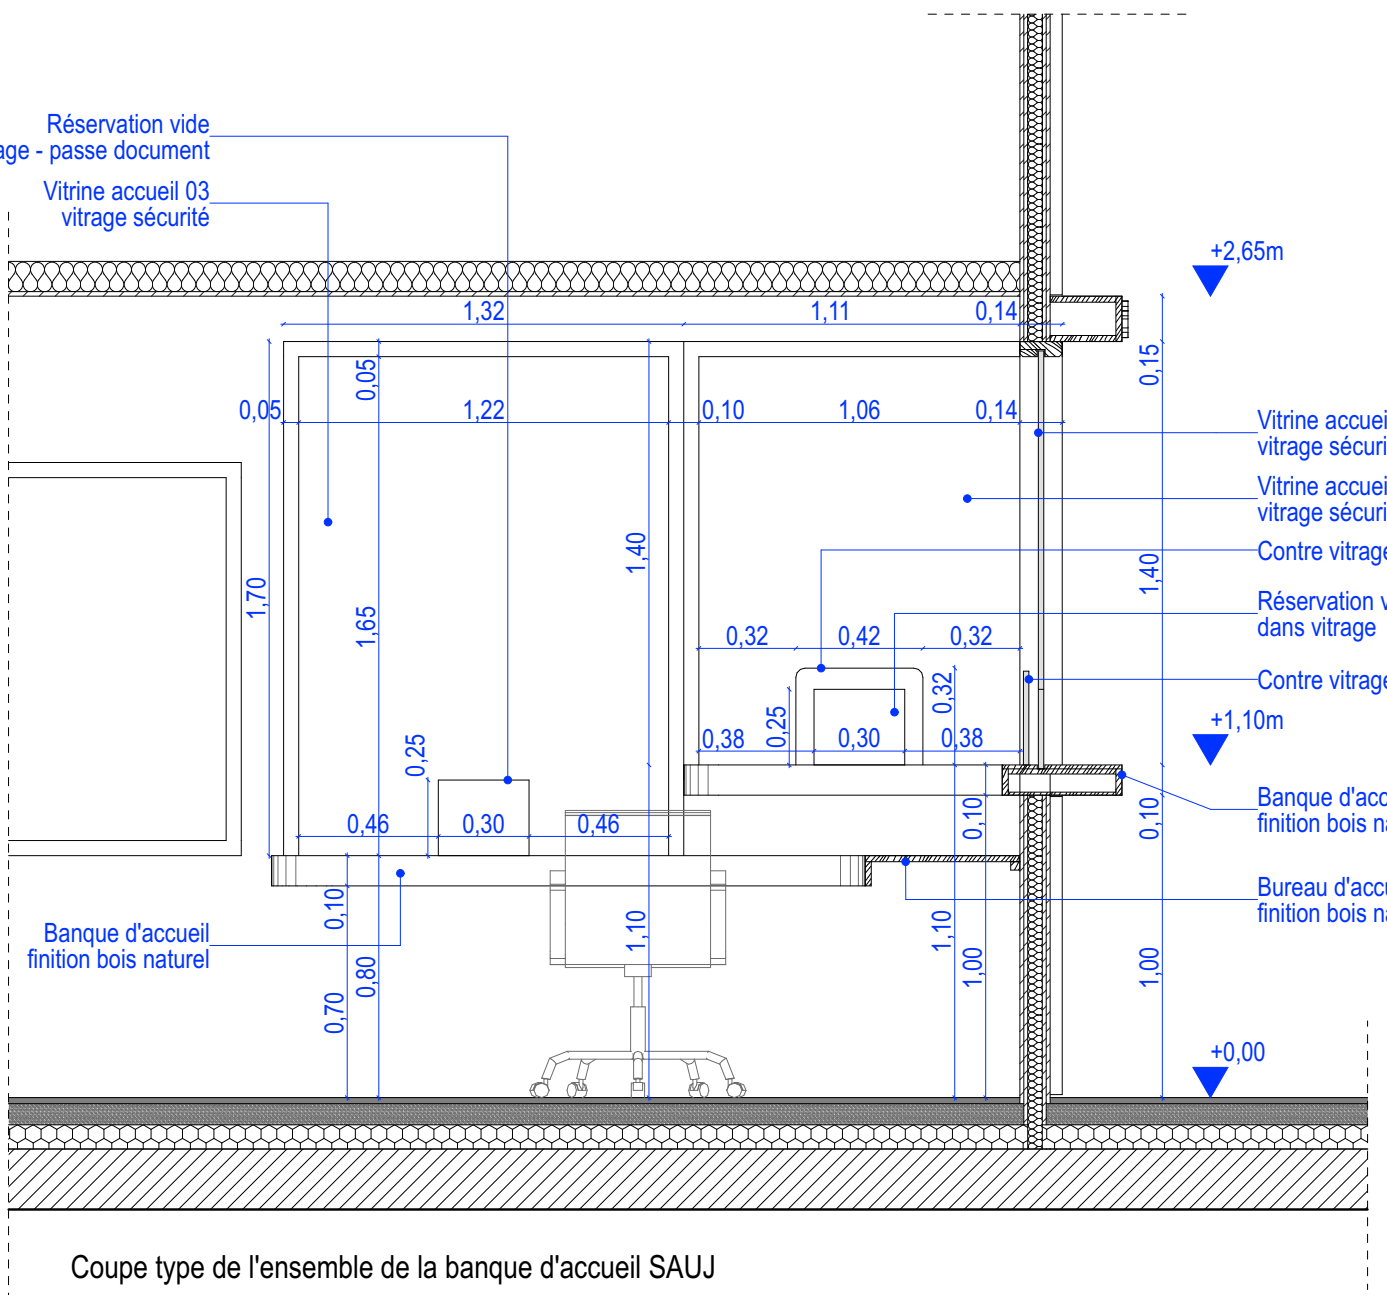 Réservation vide
age - passe document
Vitrine accueil 03
vitrage sécurité
+2,65m
1,32
1,11
0,14
0,05
0,15
0,05
1,22
0,10
1,06
0,14
Vitrine accueil
vitrage sécuri
Vitrine accueil
vitrage sécuri
Contre vitrage
1,40
1,40
1,70
1,65
Réservation v
dans vitrage
0,32
0,42
0,32
Contre vitrage
0,32
0,25
+1,10m
0,38
0,30
0,38
0,25
0,46
0,30
0,46
0,10
0,10
Banque d'acc
finition bois na
Bureau d'accu
finition bois na
0,10
Banque d'accueil
finition bois naturel
1,10
1,10
1,00
1,00
0,80
0,70
+0,00
Coupe type de l'ensemble de la banque d'accueil SAUJ